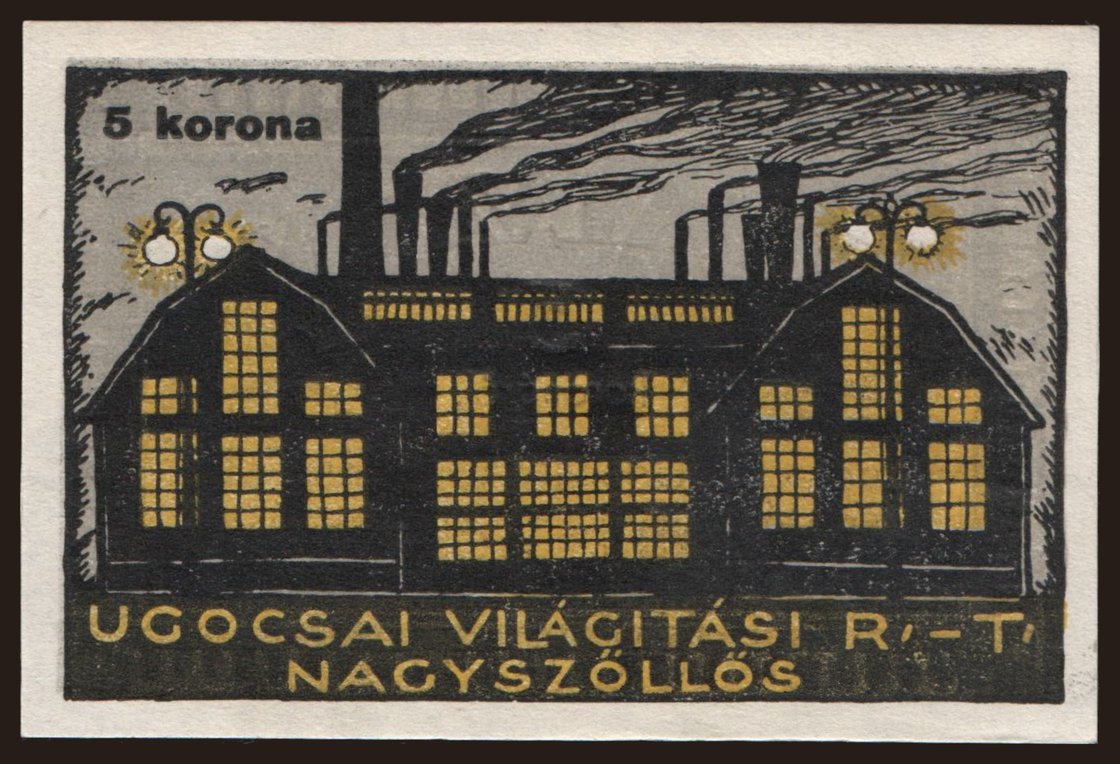 5 korona
UGOCSAI VILÁGITÁSI R,-T,
NAGYSZŐLLŐS